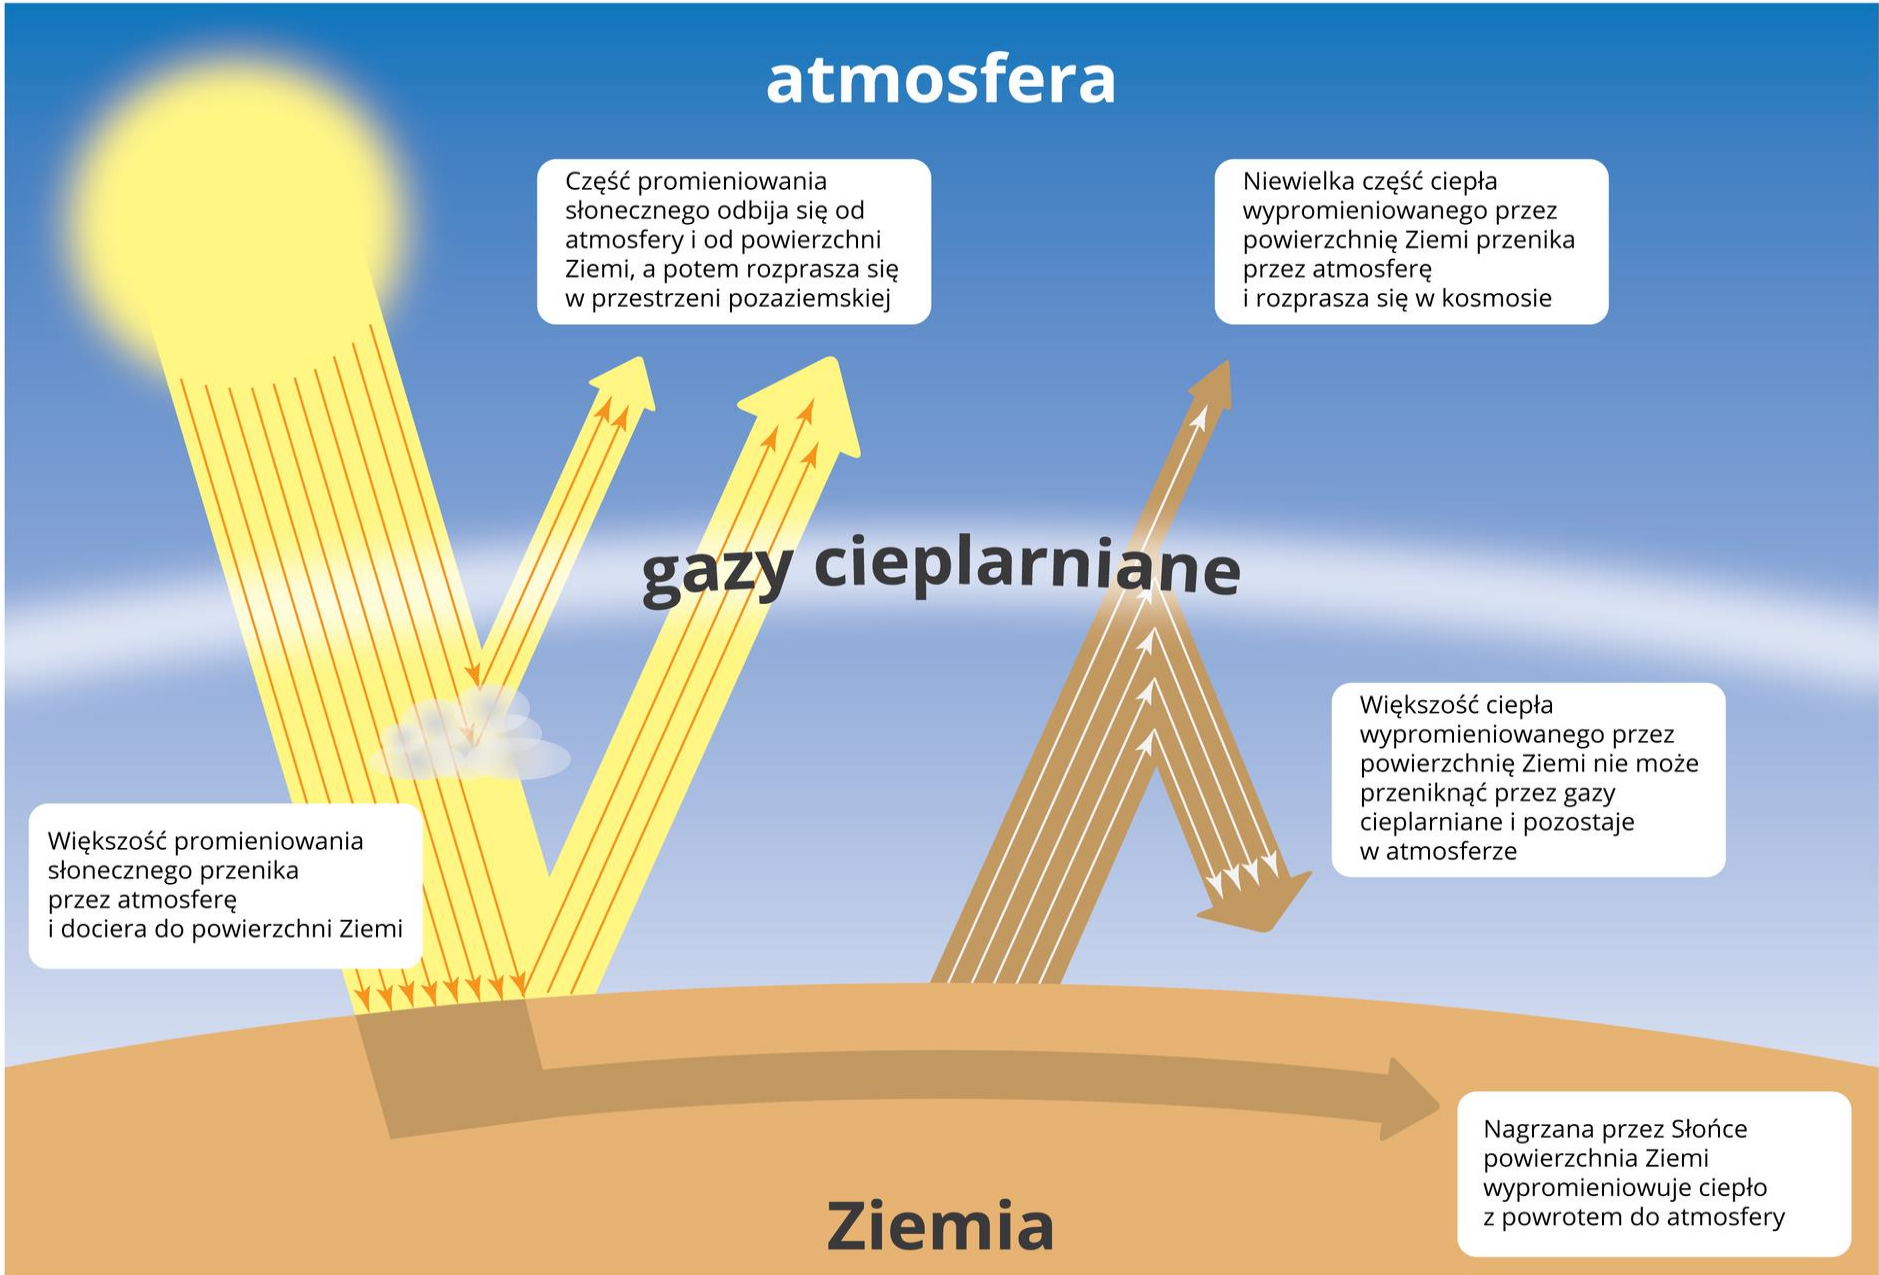 atmosfera
Część promieniowania
słonecznego odbija się od
atmosfery i od powierzchni
Ziemi, a potem rozprasza się
w przestrzeni pozaziemskiej
Niewielka część ciepła
wypromieniowanego przez
powierzchnię Ziemi przenika
przez atmosferę
i rozprasza się w kosmosie
gazy cieplarniane
Większość ciepła
wypromieniowanego przez
powierzchnię Ziemi nie może
przeniknąć przez gazy
cieplarniane i pozostaje
w atmosferze
Większość promieniowania
słonecznego przenika
przez atmosferę
i dociera do powierzchni Ziemi
Nagrzana przez Słońce
powierzchnia Ziemi
wypromieniowuje ciepło
z powrotem do atmosfery
Ziemia